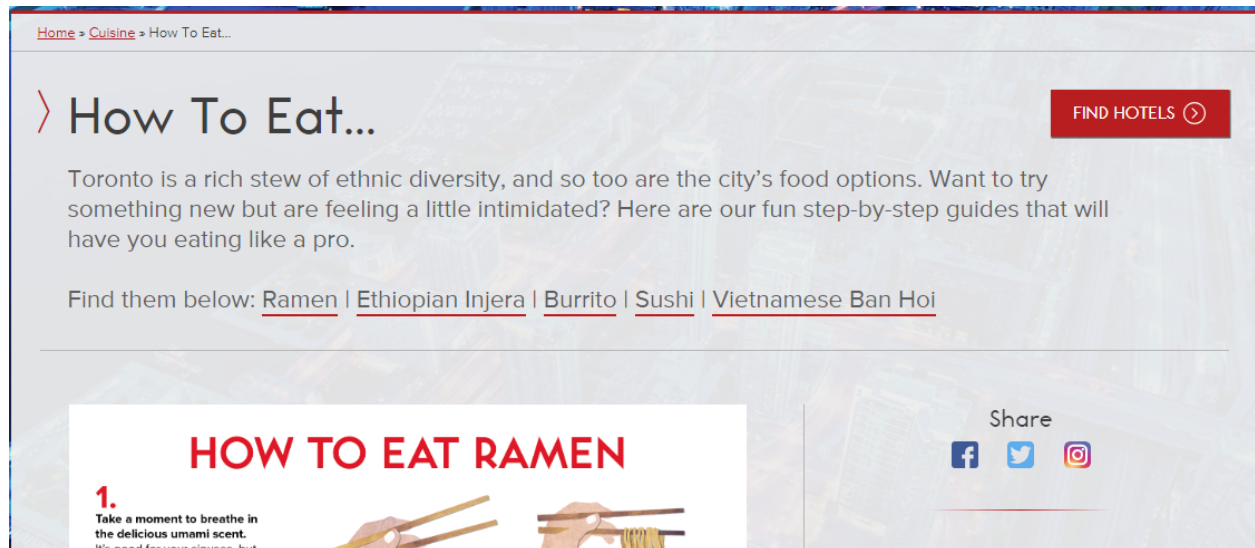 Home » Cuisine » How To Eat...
How To Eat...
FIND HOTELS
Toronto is a rich stew of ethnic diversity, and so too are the city's food options. Want to try
something new but are feeling a little intimidated? Here are our fun step-by-step guides that will
have you eating like a pro.
Find them below: Ramen | Ethiopian Injera | Burrito | Sushi | Vietnamese Ban Hoi
Share
HOW TO EAT RAMEN
1.
Take a moment to breathe in
the delicious umami scent.